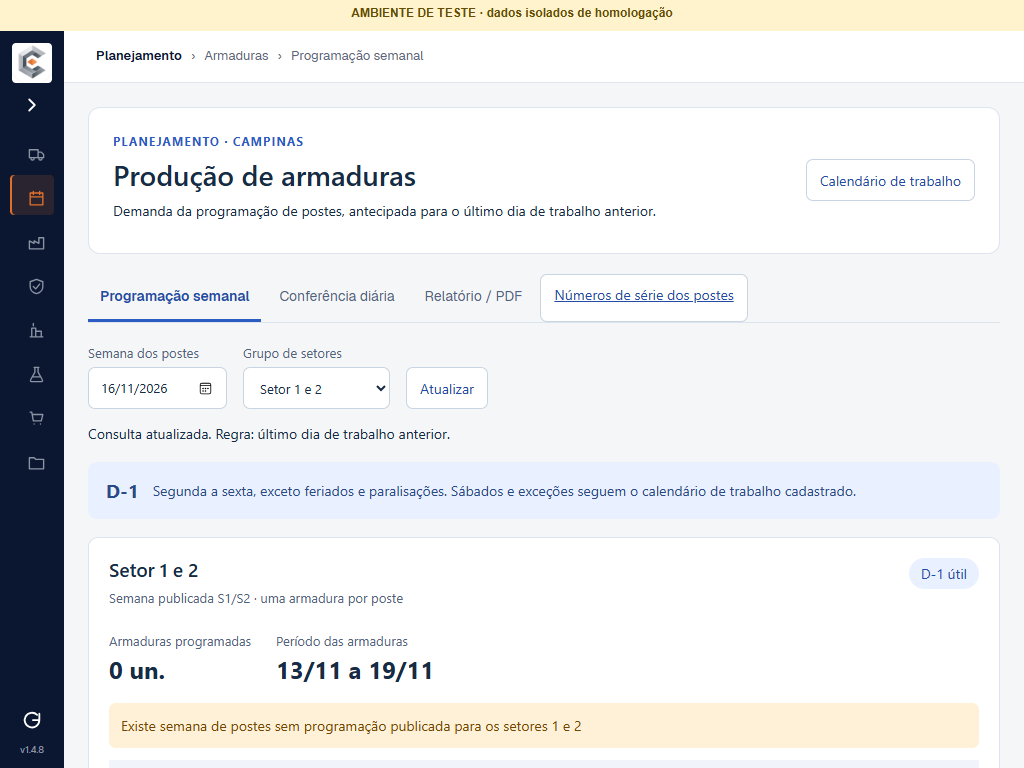 AMBIENTE DE TESTE · dados isolados de homologação
Planejamento › Armaduras › Programação semanal
PLANEJAMENTO · CAMPINAS
Produção de armaduras
Demanda da programação de postes, antecipada para o último dia de trabalho anterior.
Calendário de trabalho
Programação semanal
Conferência diária
Relatório / PDF
Números de série dos postes
Semana dos postes
Grupo de setores
16/11/2026
Setor 1 e 2
Atualizar
Consulta atualizada. Regra: último dia de trabalho anterior.
D-1 Segunda a sexta, exceto feriados e paralisações. Sábados e exceções seguem o calendário de trabalho cadastrado.
Setor 1 e 2
D-1 útil
Semana publicada S1/S2 · uma armadura por poste
Armaduras programadas
Período das armaduras
0 un.
13/11 a 19/11
Existe semana de postes sem programação publicada para os setores 1 e 2
v1.4.8